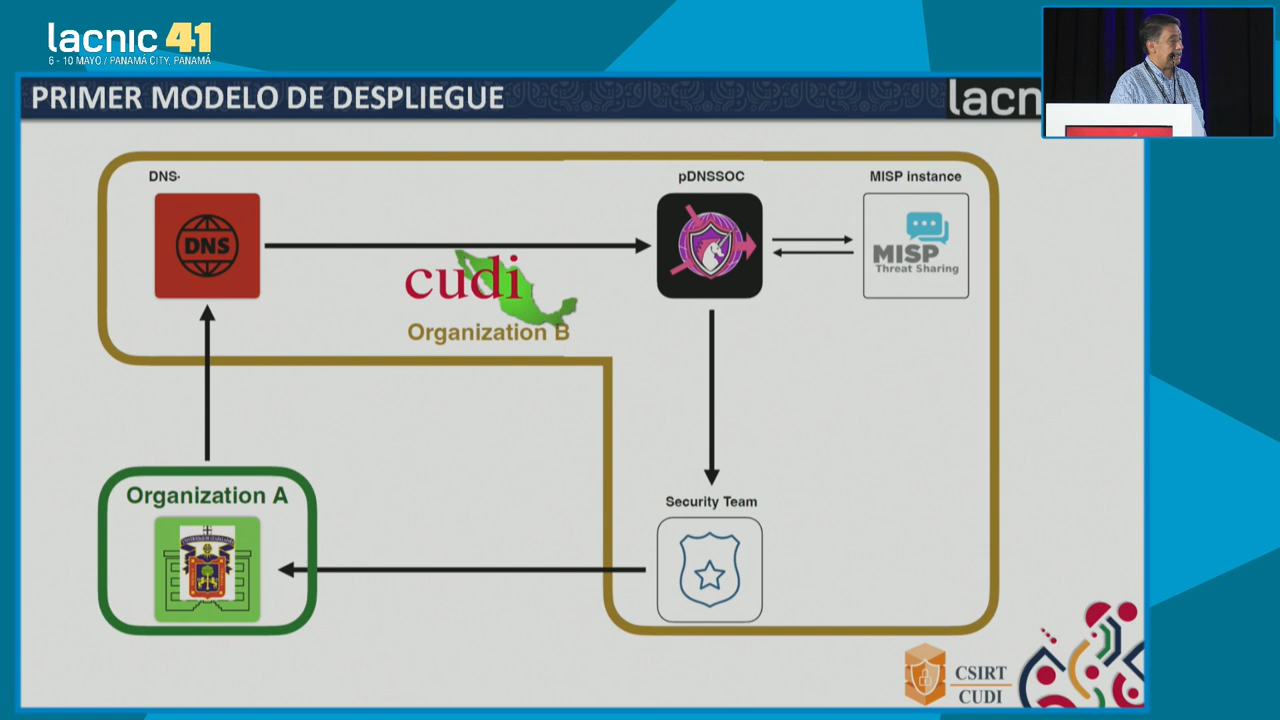 lacnic 41
6 - 10 MAYO / PANAMÁ CITY, PANAMÁ
PRIMER MODELO DE DESPLIEGUE
lacn
DNS·
pDNSSOC
MISP instance
DNS
MISP
Threat Sharing
cudi
Organization B
Organization A
Security Team
CSIRT
CUDI